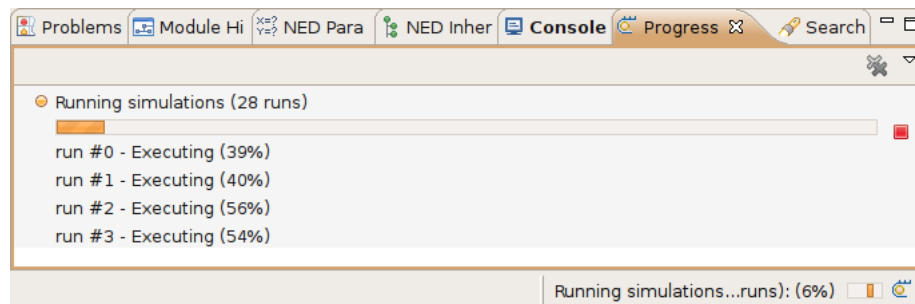 Problems Module Hi NED Para NED Inher Console Progress Search
Running simulations (28 runs)
run #0 - Executing (39%)
run #1 - Executing (40%)
run #2 - Executing (56%)
run #3 - Executing (54%)
Running simulations...runs): (6%)